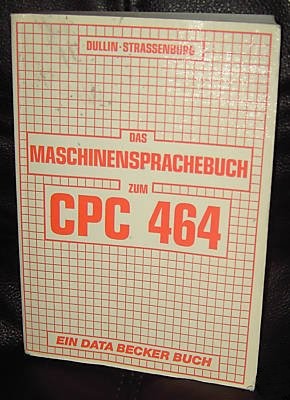 DULLIN · STRASSENBURG
DAS
MASCHINENSPRACHEBUCH
ZUM
CPC 464
EIN DATA BECKER BUCH